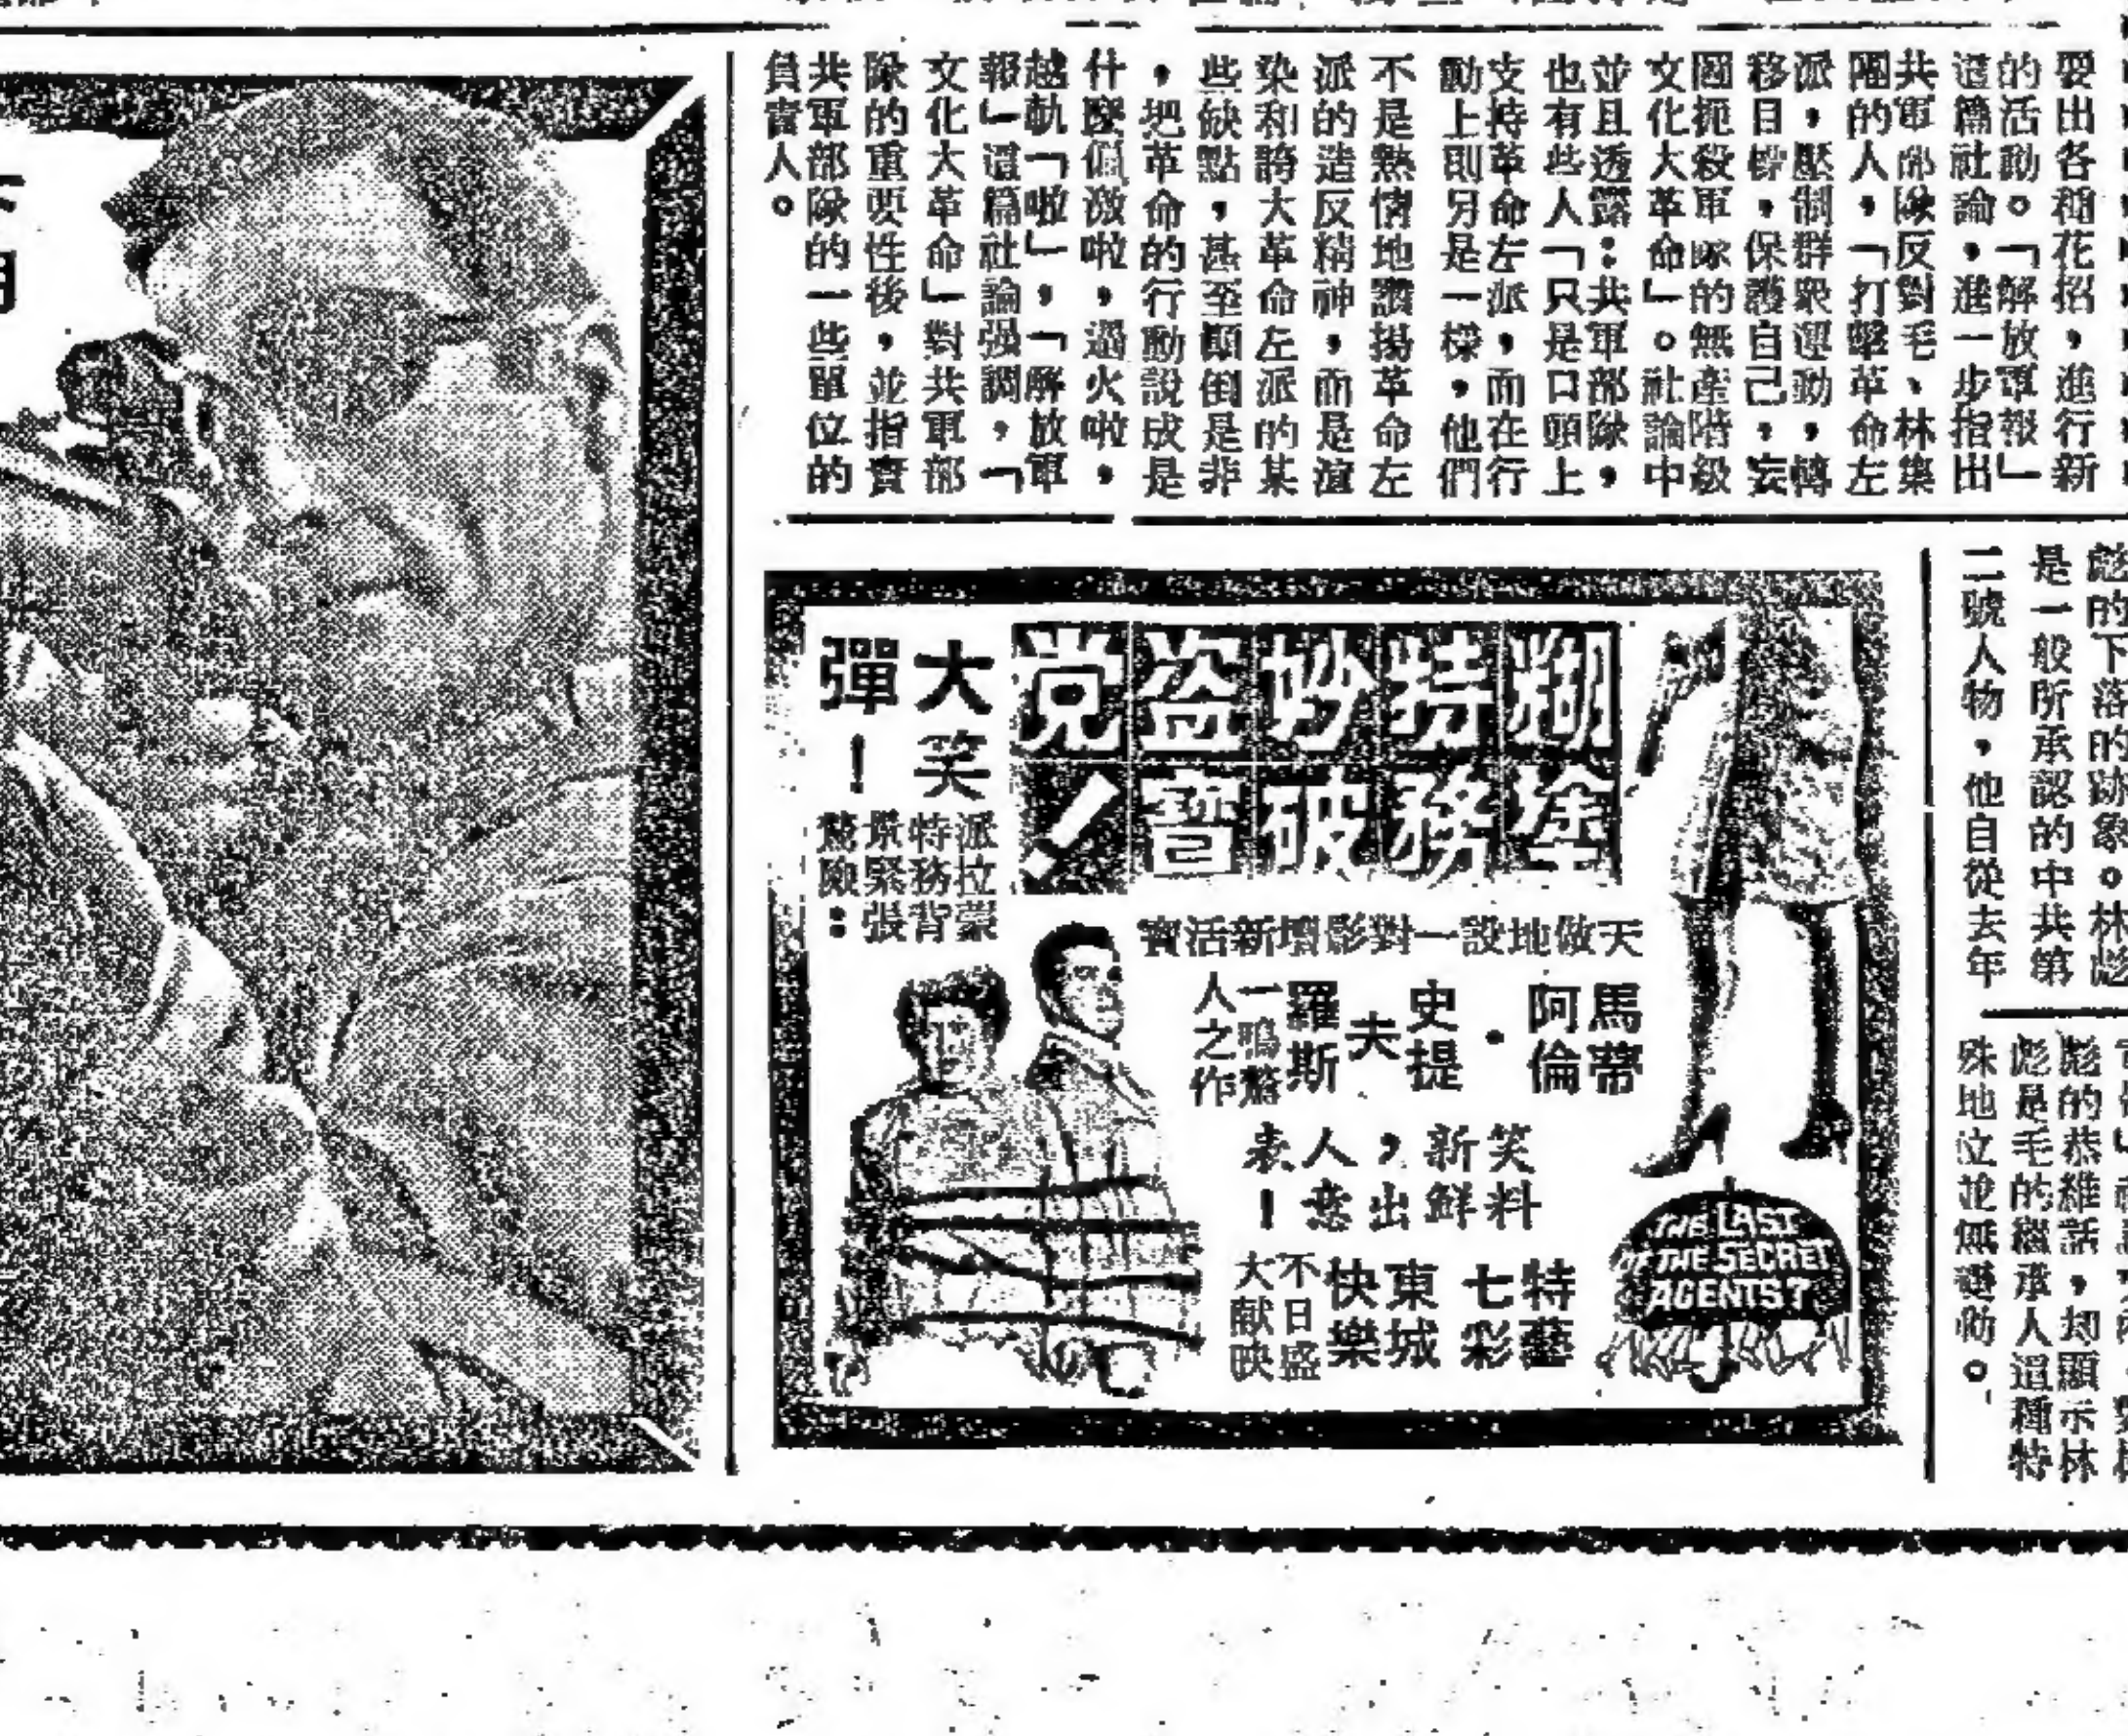 要出各種花招,進行新
的活動。「解放軍報」
這篇社論,進一步指出
共軍部隊反對毛、林集
團的人,「打擊革命左
派,壓制群眾運動,轉
移目標,保護自己,妄
圖扼殺軍隊的無產階級
文化大革命」。社論中
並且透露:共軍部隊,
也有些人「只是口頭上
支持革命左派,而在行
動上則另是一樣,他們
不是熱情地讚揚革命左
派的造反精神,而是渲
染和誇大革命左派的某
些缺點,甚至顛倒是非
,把革命的行動說成是
什麼偏激啦,過火啦,
越軌「啦」,「解放軍
報」這篇社論强調,「
文化大革命」對共軍部
隊的重要性後,並指責
共軍部隊的一些單位的
負責人。
彪的下落的跡象。林彪
是一般所承認的中共第
二號人物,他自從去年
彪的恭維話,却顯示林
彪是毛的繼承人這種特
殊地位並無變動。
糊塗
特務
妙破
盗寳
党!
大笑
彈!
派拉蒙
特務背
景緊張
驚險:
天做地設一對影壇新活寳
馬蒂
阿倫
·
史提
夫
羅斯
一鳴驚
人之作
笑料
新鮮
,出
人意
表!
特藝
七彩
東城
快樂
不日盛
大献映
THE LAST
OF THE SECRET
AGENTS?